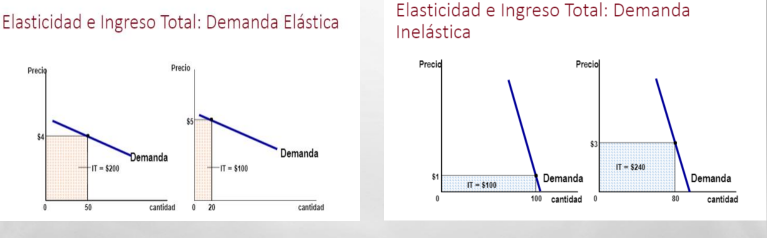 Elasticidad e Ingreso Total: Demanda Elástica
Precio
$4
IT = $200
Demanda
0
50
cantidad
Precio
$5
IT = $100
Demanda
0
20
cantidad
Elasticidad e Ingreso Total: Demanda
Inelástica
Precio
$1
IT = $100
Demanda
0
100
cantidad
Precio
$3
IT = $240
Demanda
0
80
cantidad